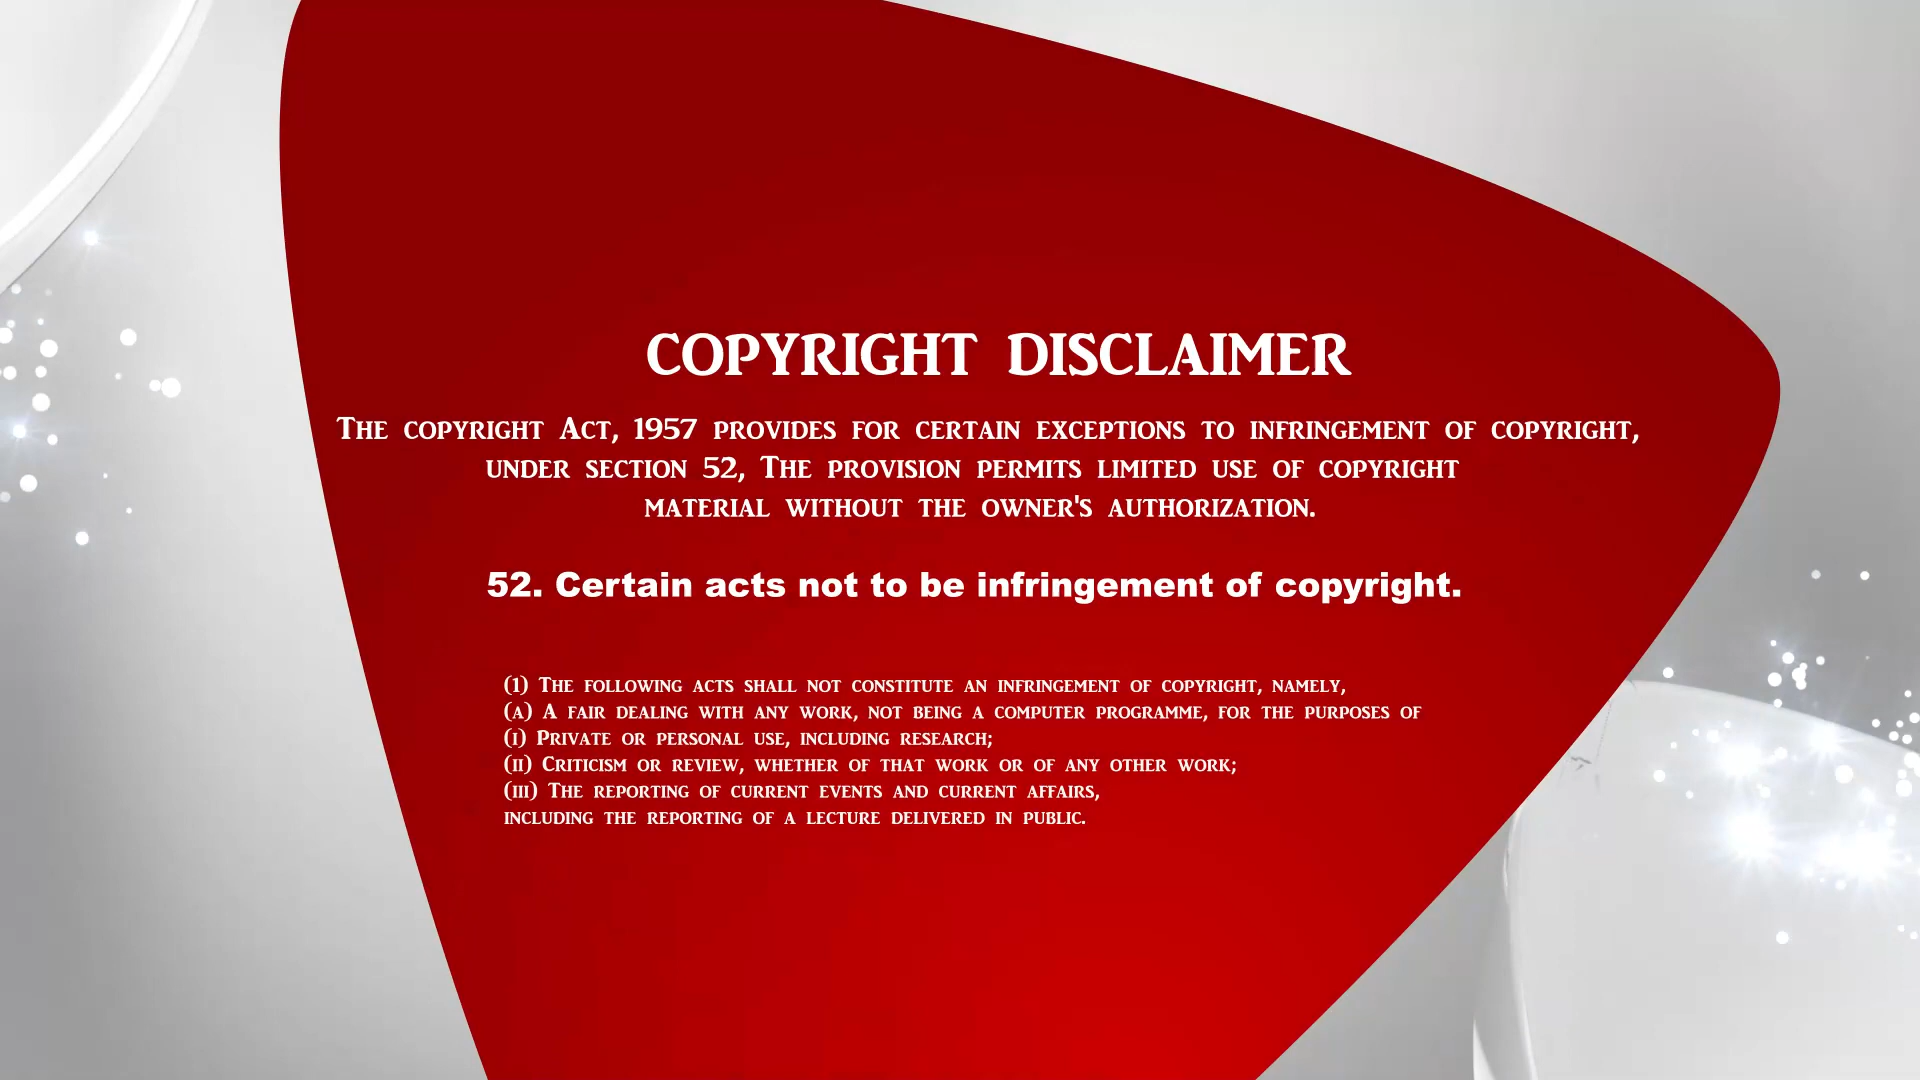 COPYRIGHT DISCLAIMER
The copyright Act, 1957 provides for certain exceptions to infringement of copyright,
under section 52, The provision permits limited use of copyright
material without the owner's authorization.
52. Certain acts not to be infringement of copyright.
(1) The following acts shall not constitute an infringement of copyright, namely,
(a) A fair dealing with any work, not being a computer programme, for the purposes of
(i) Private or personal use, including research;
(ii) Criticism or review, whether of that work or of any other work;
(iii) The reporting of current events and current affairs,
including the reporting of a lecture delivered in public.